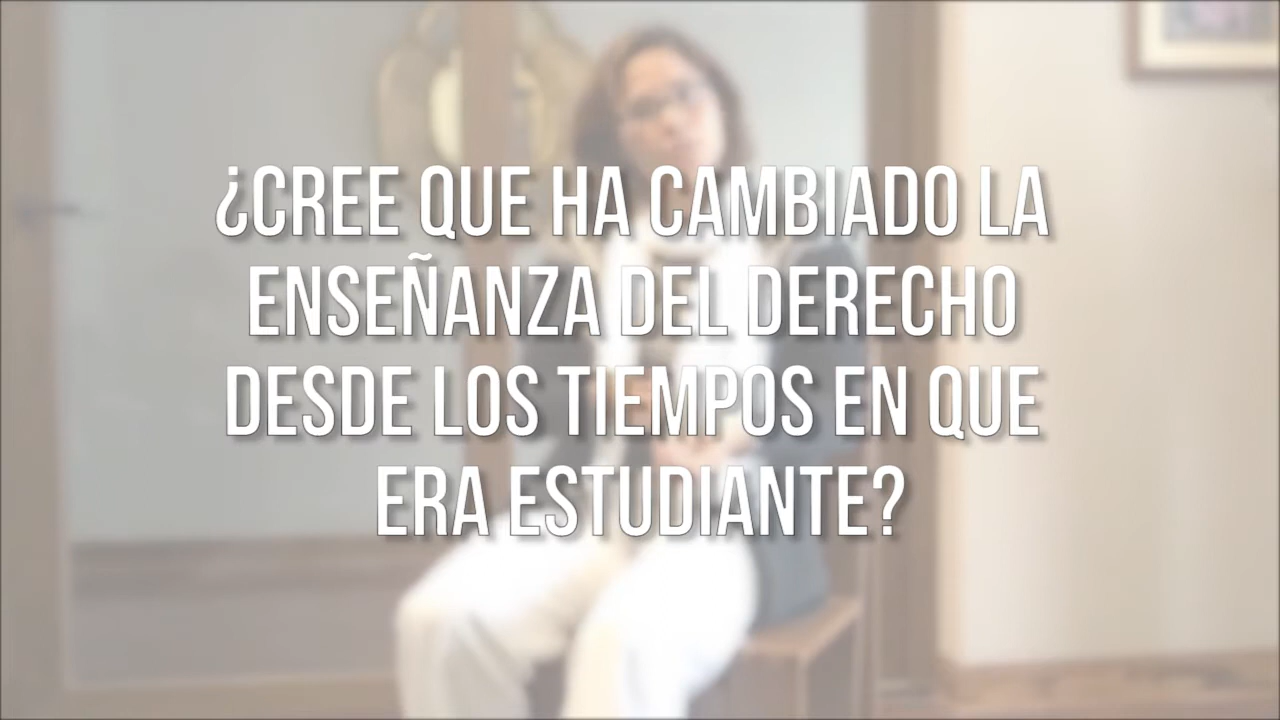 ¿CREE QUE HA CAMBIADO LA
ENSEÑANZA DEL DERECHO
DESDE LOS TIEMPOS EN QUE
ERA ESTUDIANTE?